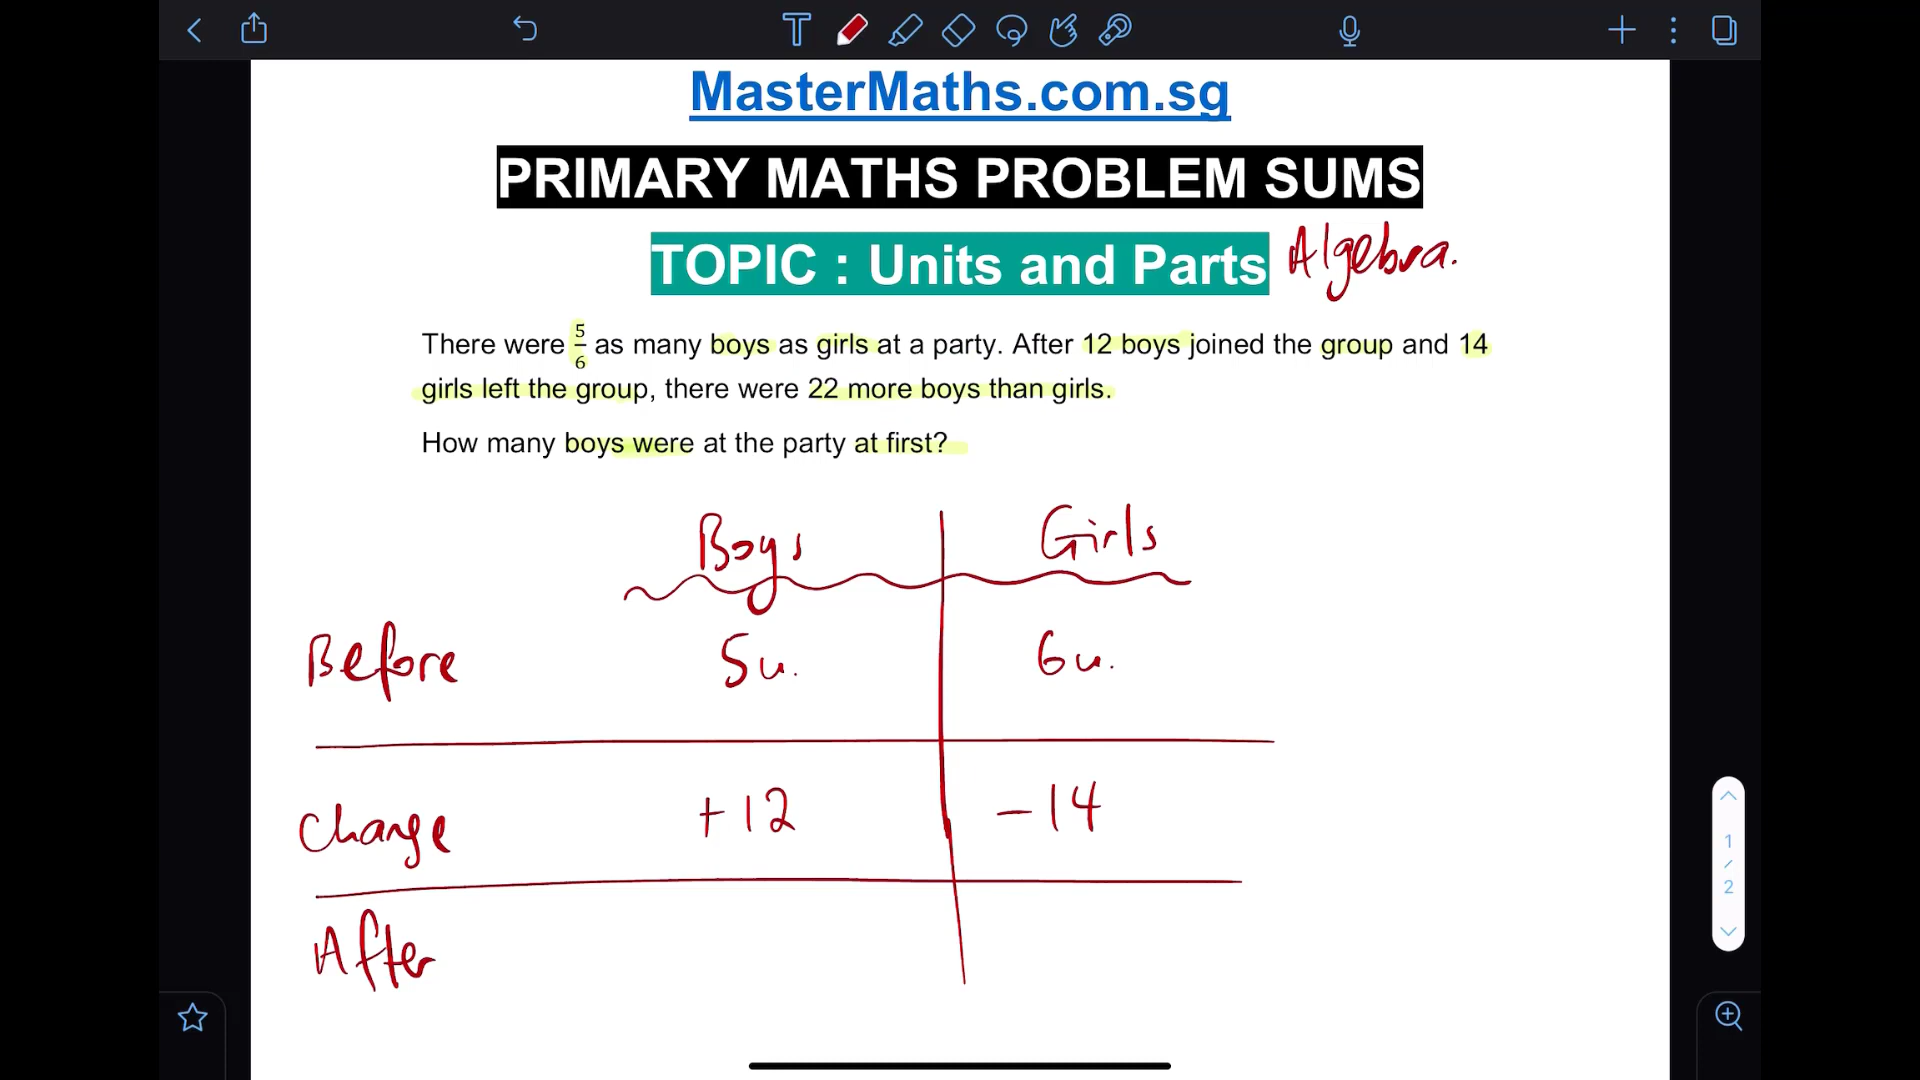 MasterMaths.com.sg
PRIMARY MATHS PROBLEM SUMS
TOPIC : Units and Parts Algebra.
There were 5/6 as many boys as girls at a party. After 12 boys joined the group and 14
girls left the group, there were 22 more boys than girls.
How many boys were at the party at first?
Boys Girls
Before 5u. 6u.
Change +12 -14
After
1
/
2